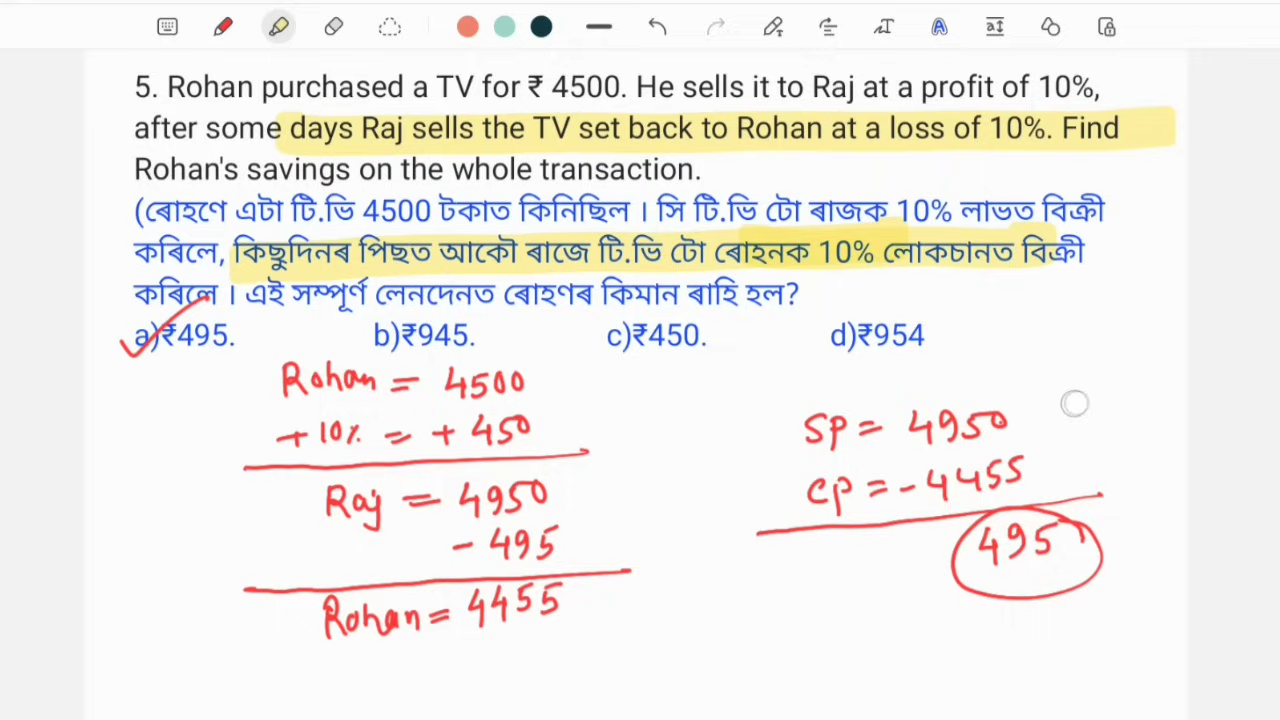 5. Rohan purchased a TV for ₹ 4500. He sells it to Raj at a profit of 10%,
after some days Raj sells the TV set back to Rohan at a loss of 10%. Find
Rohan's savings on the whole transaction.
(ৰোহণে এটা টি.ভি 4500 টকাত কিনিছিল । সি টি.ভি টো ৰাজক 10% লাভত বিক্ৰী
কৰিলে, কিছুদিনৰ পিছত আকৌ ৰাজে টি.ভি টো ৰোহনক 10% লোকচানত বিক্ৰী
কৰিলে । এই সম্পূৰ্ণ লেনদেনত ৰোহণৰ কিমান ৰাহি হল?
a)₹495. b)₹945. c)₹450. d)₹954
Rohan = 4500
+ 10% = + 450
Raj = 4950
- 495
Rohan = 4455
SP = 4950
CP = - 4455
495